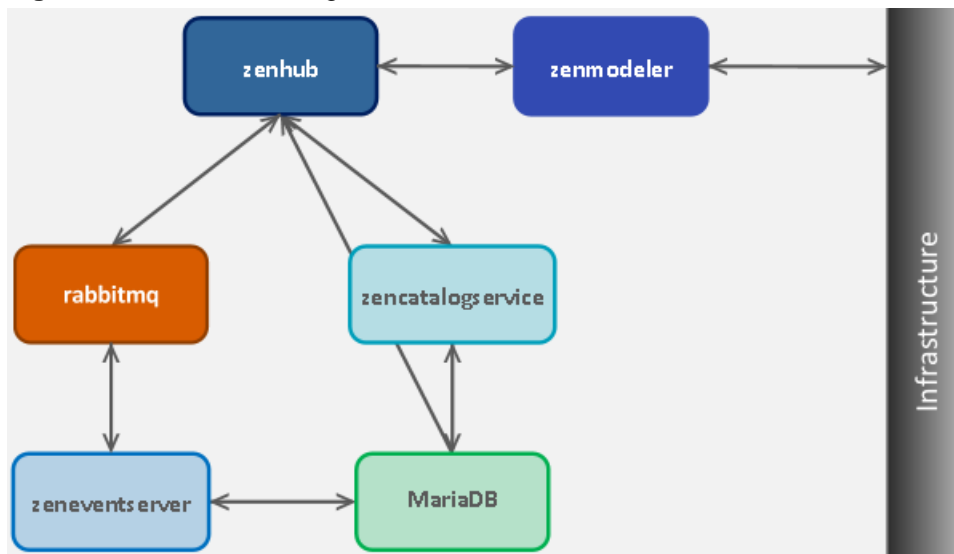 zenhub
zenmodeler
rabbitmq
zencatalogservice
Infrastructure
zeneventserver
MariaDB